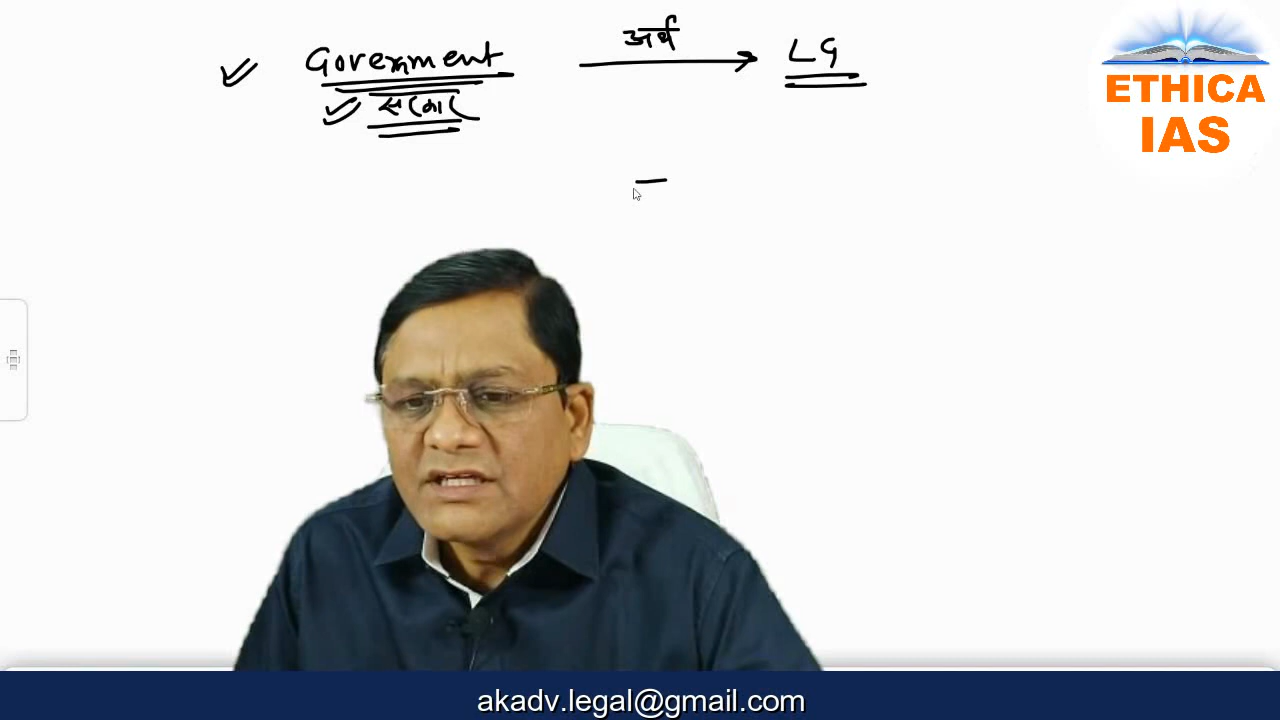 Government अर्थ LG
सरकार
ETHICA
IAS
akadv.legal@gmail.com